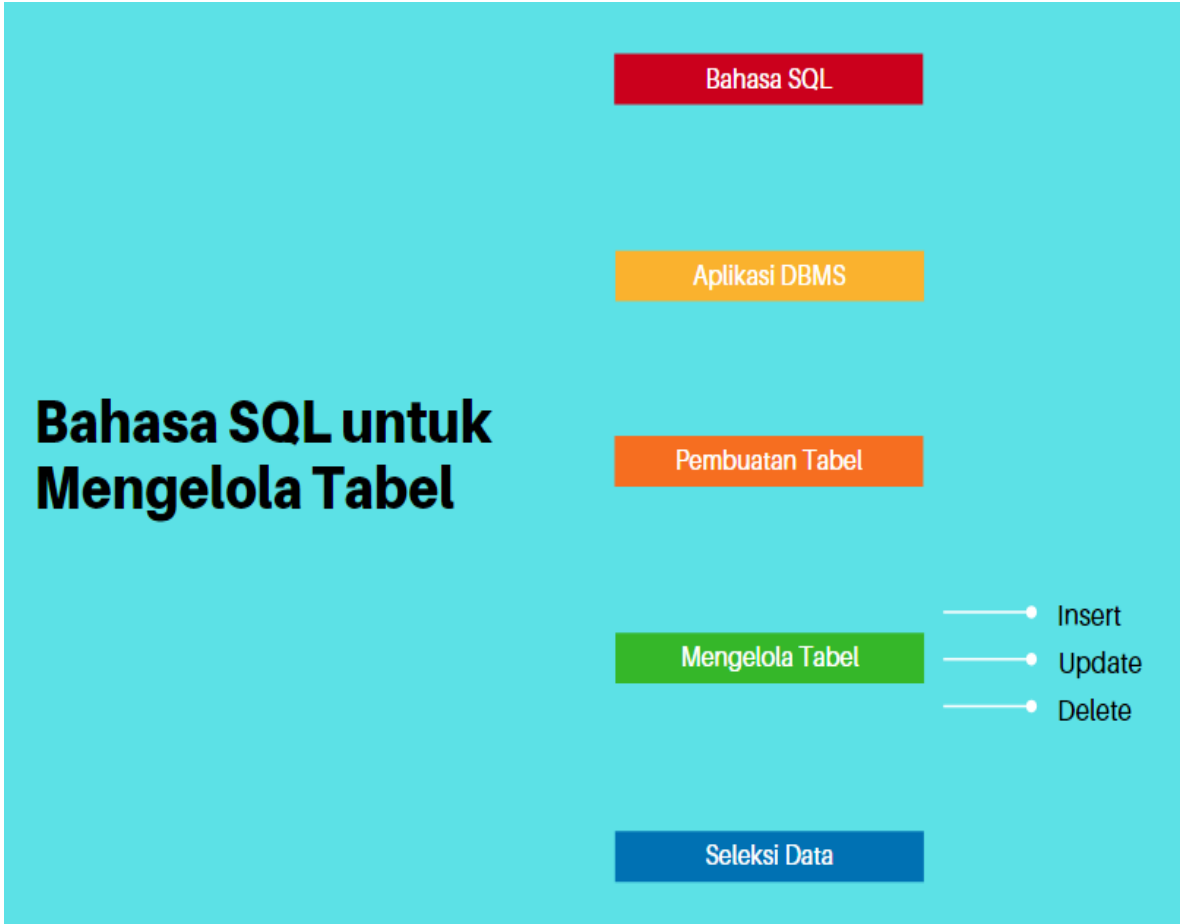 Bahasa SQL untuk
Mengelola Tabel
Bahasa SQL
Aplikasi DBMS
Pembuatan Tabel
Mengelola Tabel
Insert
Update
Delete
Seleksi Data